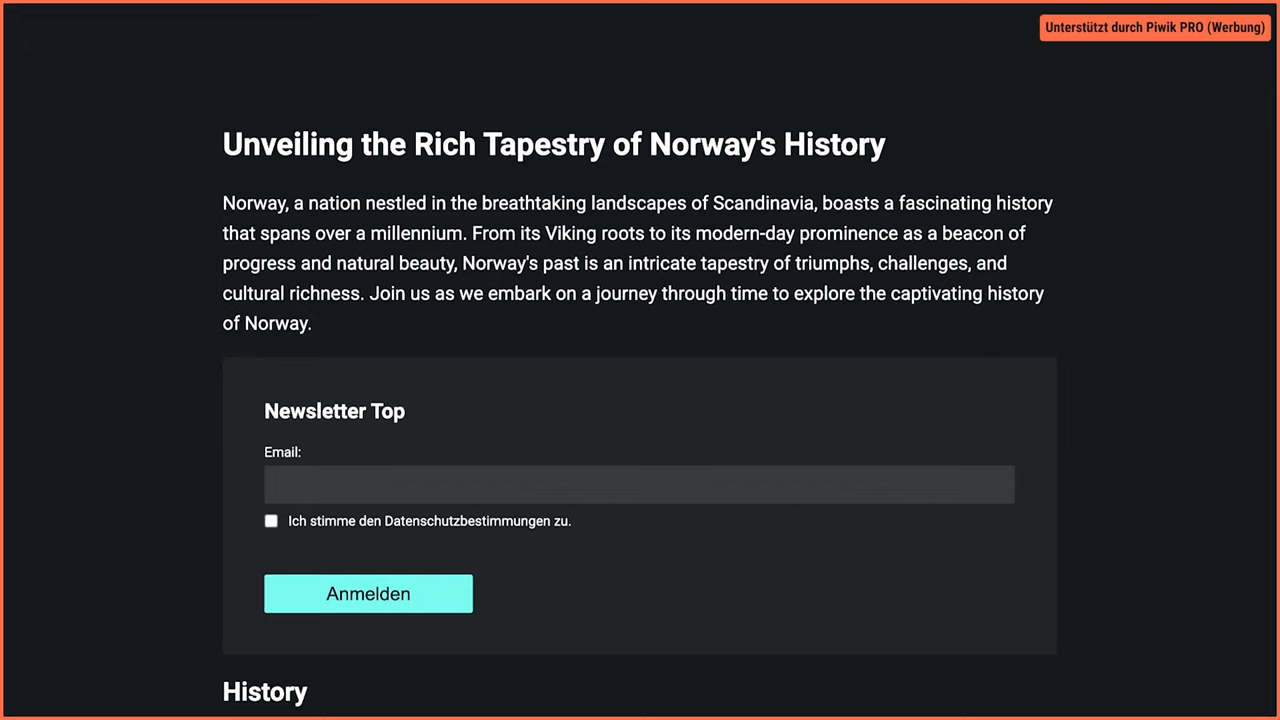 Unterstützt durch Piwik PRO (Werbung)
Unveiling the Rich Tapestry of Norway's History
Norway, a nation nestled in the breathtaking landscapes of Scandinavia, boasts a fascinating history
that spans over a millennium. From its Viking roots to its modern-day prominence as a beacon of
progress and natural beauty, Norway's past is an intricate tapestry of triumphs, challenges, and
cultural richness. Join us as we embark on a journey through time to explore the captivating history
of Norway.
Newsletter Top
Email:
Ich stimme den Datenschutzbestimmungen zu.
Anmelden
History